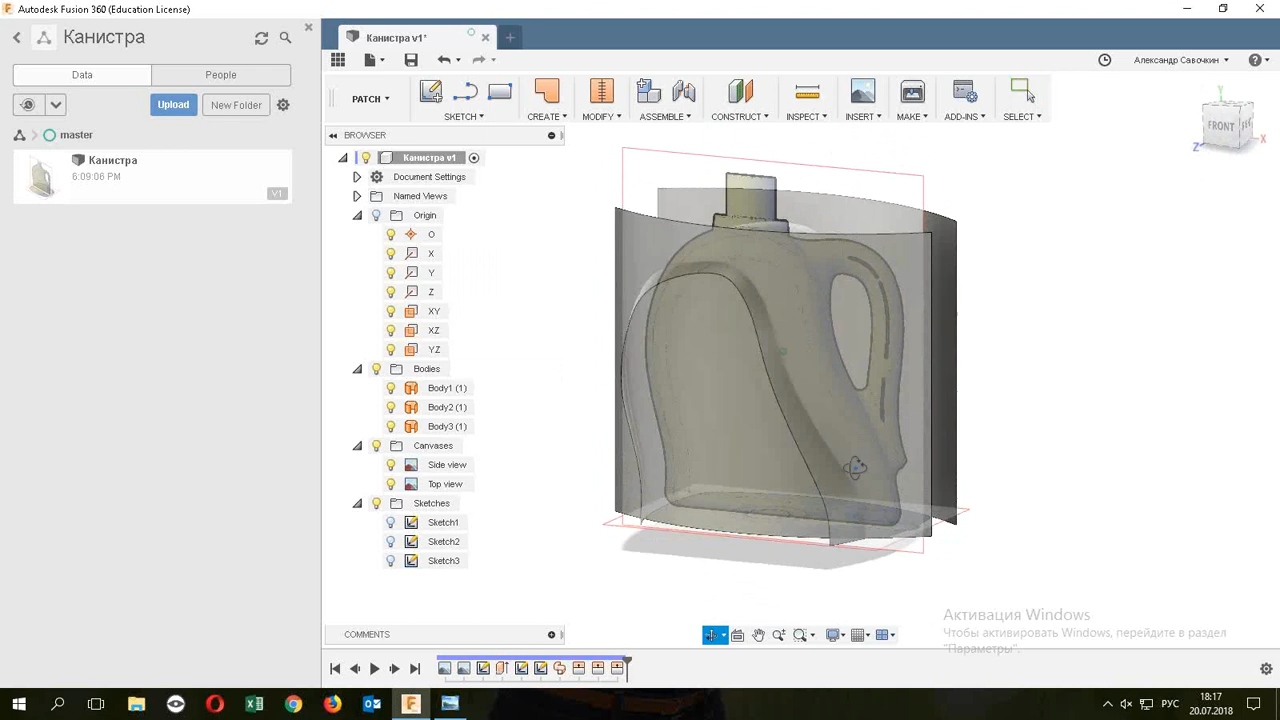 Autodesk Fusion 360 (Education License)
Канистра
Data
People
Upload
New Folder
master
Канистра
6:09:06 PM
V1
Канистра v1*
Александр Савочкин
PATCH
SKETCH
CREATE
MODIFY
ASSEMBLE
CONSTRUCT
INSPECT
INSERT
MAKE
ADD-INS
SELECT
BROWSER
Канистра v1
Document Settings
Named Views
Origin
O
X
Y
Z
XY
XZ
YZ
Bodies
Body1 (1)
Body2 (1)
Body3 (1)
Canvases
Side view
Top view
Sketches
Sketch1
Sketch2
Sketch3
Y
FRONT
Z
X
Активация Windows
Чтобы активировать Windows, перейдите в раздел
"Параметры".
COMMENTS
РУС
18:17
20.07.2018